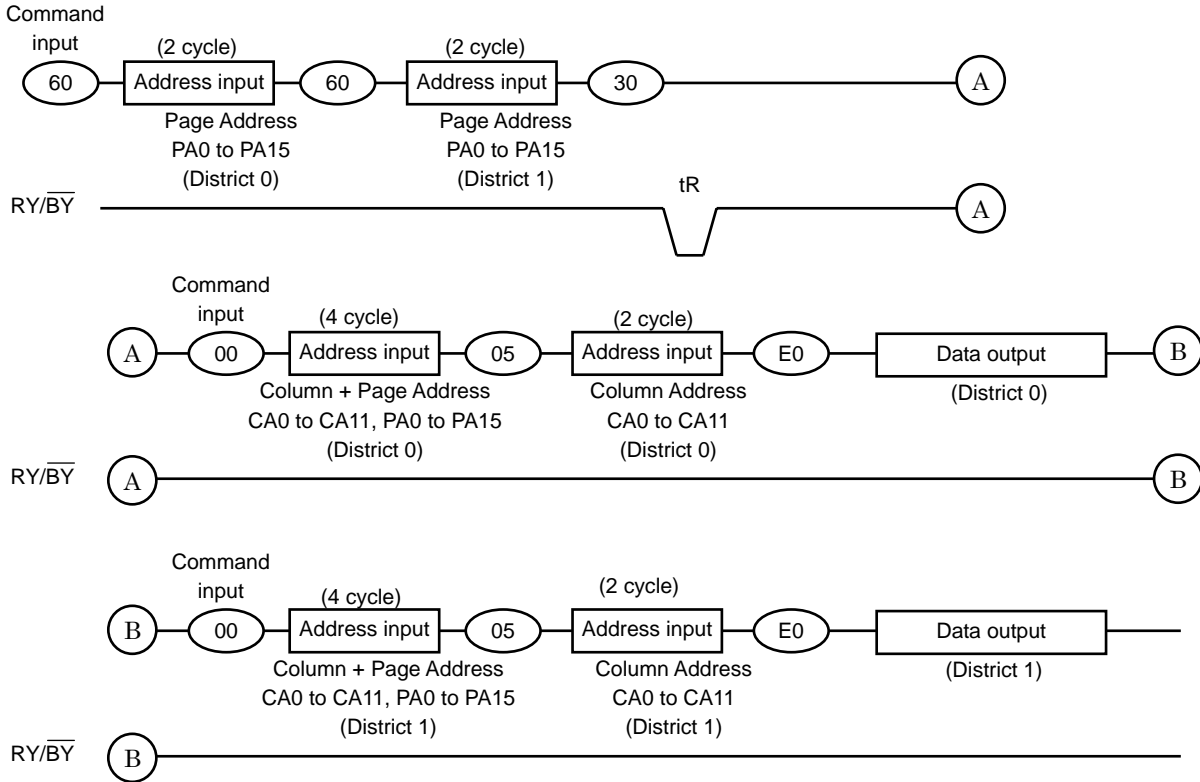 Command
input
(2 cycle)
(2 cycle)
60
Address input
60
Address input
30
A
Page Address
PA0 to PA15
(District 0)
Page Address
PA0 to PA15
(District 1)
tR
RY/BY
A
Command
input
(4 cycle)
(2 cycle)
A
00
Address input
05
Address input
E0
Data output
B
Column + Page Address
CA0 to CA11, PA0 to PA15
(District 0)
Column Address
CA0 to CA11
(District 0)
(District 0)
RY/BY
A
B
Command
input
(4 cycle)
(2 cycle)
B
00
Address input
05
Address input
E0
Data output
Column + Page Address
CA0 to CA11, PA0 to PA15
(District 1)
Column Address
CA0 to CA11
(District 1)
(District 1)
RY/BY
B